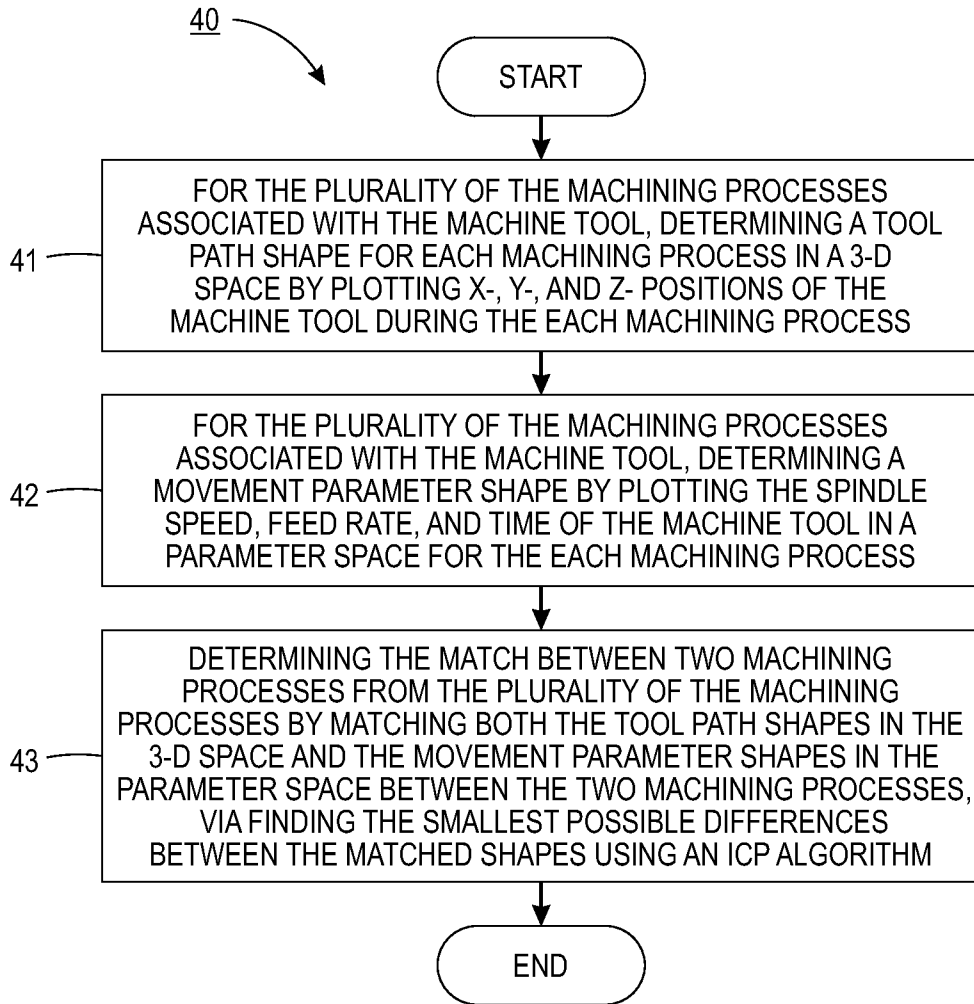 40
START
41
FOR THE PLURALITY OF THE MACHINING PROCESSES
ASSOCIATED WITH THE MACHINE TOOL, DETERMINING A TOOL
PATH SHAPE FOR EACH MACHINING PROCESS IN A 3-D
SPACE BY PLOTTING X-, Y-, AND Z- POSITIONS OF THE
MACHINE TOOL DURING THE EACH MACHINING PROCESS
42
FOR THE PLURALITY OF THE MACHINING PROCESSES
ASSOCIATED WITH THE MACHINE TOOL, DETERMINING A
MOVEMENT PARAMETER SHAPE BY PLOTTING THE SPINDLE
SPEED, FEED RATE, AND TIME OF THE MACHINE TOOL IN A
PARAMETER SPACE FOR THE EACH MACHINING PROCESS
43
DETERMINING THE MATCH BETWEEN TWO MACHINING
PROCESSES FROM THE PLURALITY OF THE MACHINING
PROCESSES BY MATCHING BOTH THE TOOL PATH SHAPES IN THE
3-D SPACE AND THE MOVEMENT PARAMETER SHAPES IN THE
PARAMETER SPACE BETWEEN THE TWO MACHINING PROCESSES,
VIA FINDING THE SMALLEST POSSIBLE DIFFERENCES
BETWEEN THE MATCHED SHAPES USING AN ICP ALGORITHM
END